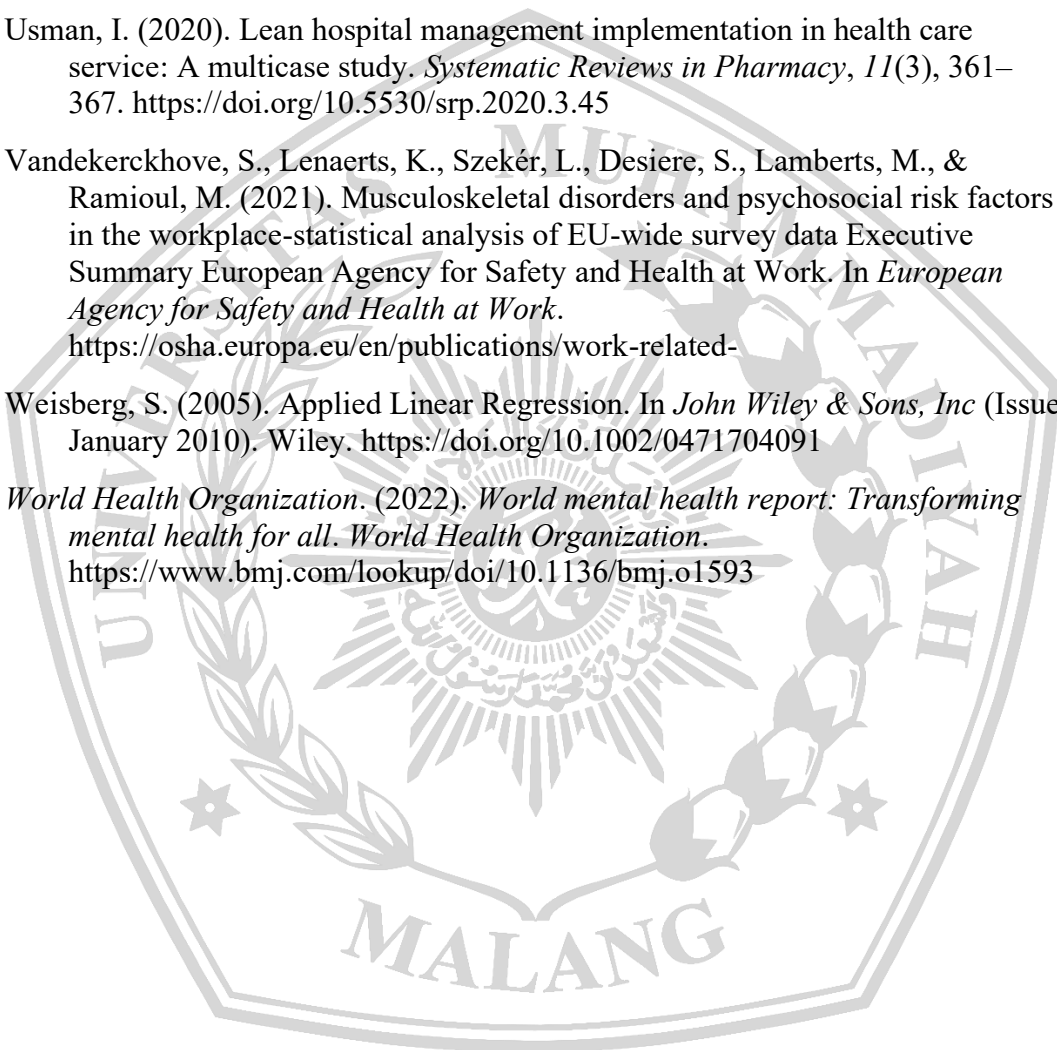 Usman, I. (2020). Lean hospital management implementation in health care
service: A multicase study. Systematic Reviews in Pharmacy, 11(3), 361–
367. https://doi.org/10.5530/srp.2020.3.45
Vandekerckhove, S., Lenaerts, K., Szekér, L., Desiere, S., Lamberts, M., &
Ramioul, M. (2021). Musculoskeletal disorders and psychosocial risk factors
in the workplace-statistical analysis of EU-wide survey data Executive
Summary European Agency for Safety and Health at Work. In European
Agency for Safety and Health at Work.
https://osha.europa.eu/en/publications/work-related-
Weisberg, S. (2005). Applied Linear Regression. In John Wiley & Sons, Inc (Issue
January 2010). Wiley. https://doi.org/10.1002/0471704091
World Health Organization. (2022). World mental health report: Transforming
mental health for all. World Health Organization.
https://www.bmj.com/lookup/doi/10.1136/bmj.o1593
UNIVERSITAS MUHAMMADIYAH
MALANG